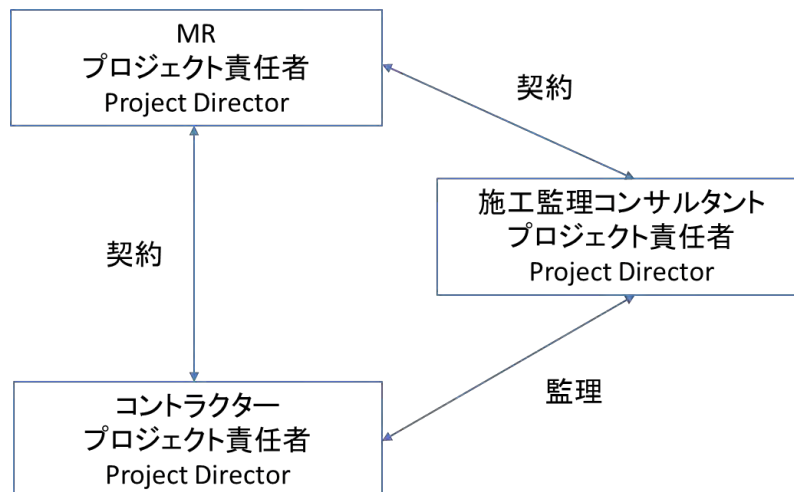 MR
プロジェクト責任者
Project Director
契約
施工監理コンサルタント
プロジェクト責任者
Project Director
契約
監理
コントラクター
プロジェクト責任者
Project Director